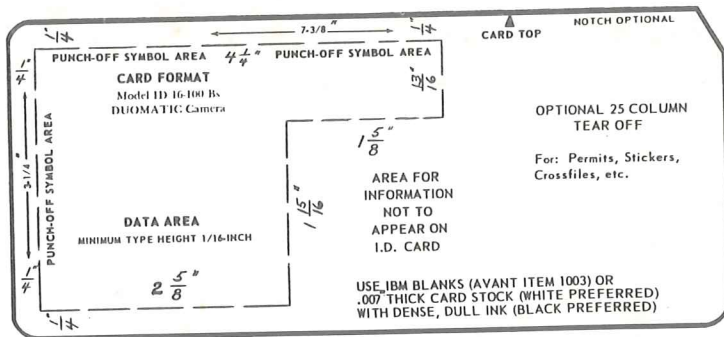 1/4" 7-3/8" 1/4"
NOTCH OPTIONAL
CARD TOP
PUNCH-OFF SYMBOL AREA 4 1/4" PUNCH-OFF SYMBOL AREA
1/4"
CARD FORMAT
Model ID 16-100 Bs
DUOMATIC Camera
13/16"
OPTIONAL 25 COLUMN
TEAR OFF
1 5/8"
For: Permits, Stickers,
Crossfiles, etc.
3-1/4"
PUNCH-OFF SYMBOL AREA
AREA FOR
INFORMATION
NOT TO
APPEAR ON
I.D. CARD
1 15/16"
DATA AREA
MINIMUM TYPE HEIGHT 1/16-INCH
1/4"
2 5/8"
USE IBM BLANKS (AVANT ITEM 1003) OR
.007" THICK CARD STOCK (WHITE PREFERRED)
WITH DENSE, DULL INK (BLACK PREFERRED)
1/4"